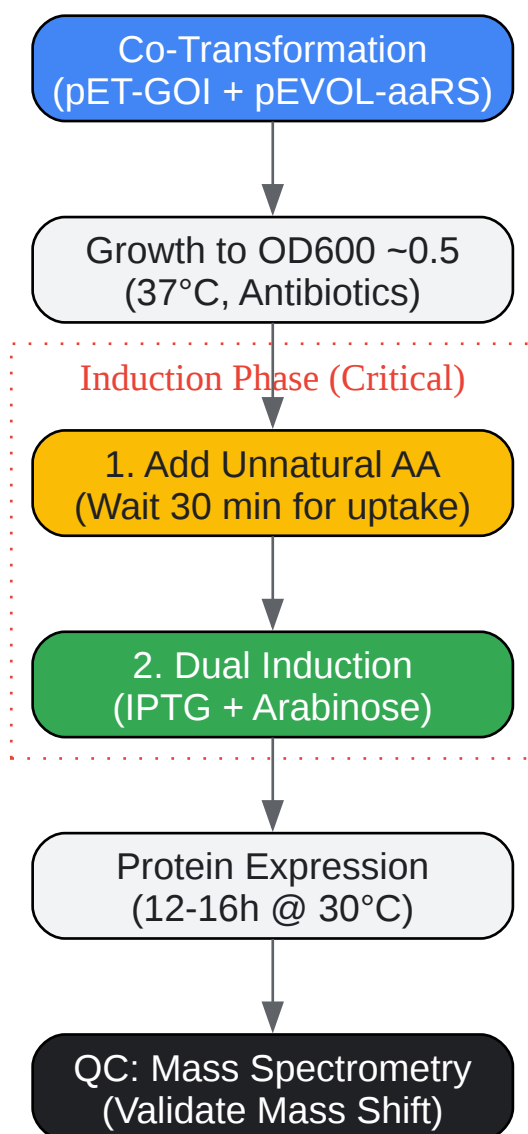 Co-Transformation
(pET-GOI + pEVOL-aaRS)
Growth to OD600 ~0.5
(37°C, Antibiotics)
Induction Phase (Critical)
1. Add Unnatural AA
(Wait 30 min for uptake)
2. Dual Induction
(IPTG + Arabinose)
Protein Expression
(12-16h @ 30°C)
QC: Mass Spectrometry
(Validate Mass Shift)